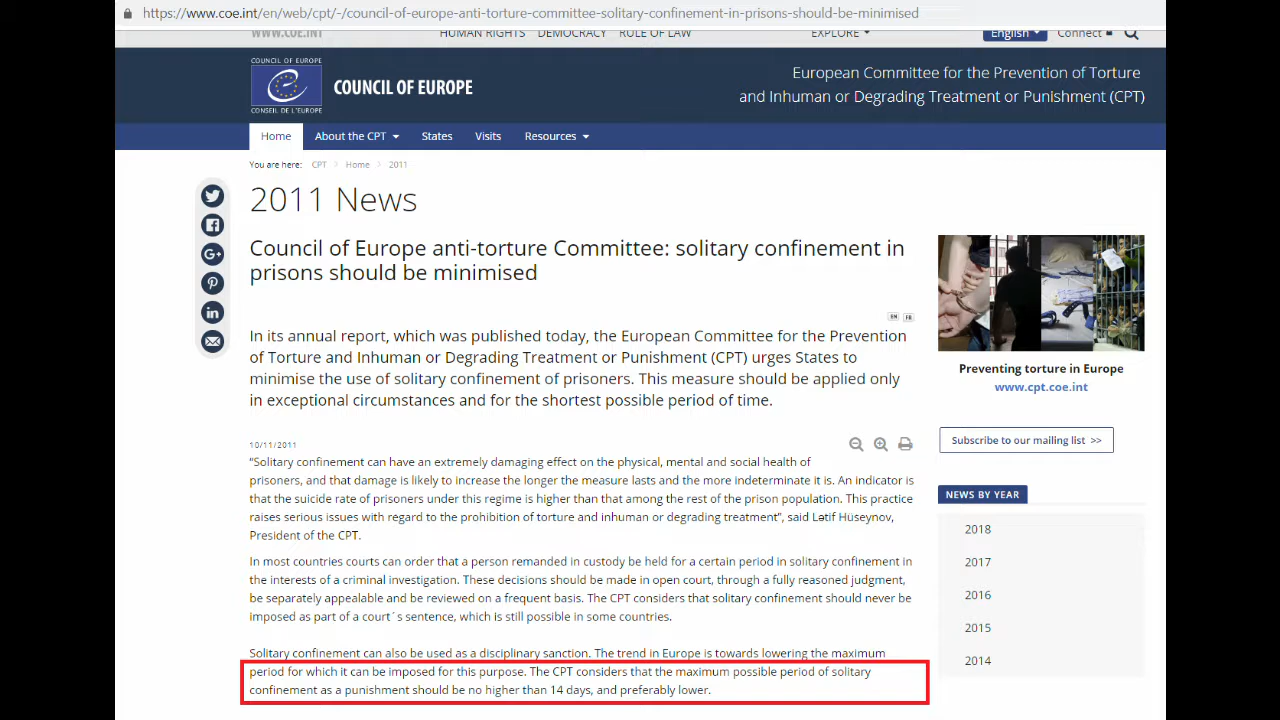 https://www.coe.int/en/web/cpt/-/council-of-europe-anti-torture-committee-solitary-confinement-in-prisons-should-be-minimised
WWW.COE.INT HUMAN RIGHTS DEMOCRACY RULE OF LAW EXPLORE English Connect
COUNCIL OF EUROPE
CONSEIL DE L'EUROPE
COUNCIL OF EUROPE
European Committee for the Prevention of Torture
and Inhuman or Degrading Treatment or Punishment (CPT)
Home About the CPT States Visits Resources
You are here: CPT Home 2011
2011 News
Council of Europe anti-torture Committee: solitary confinement in
prisons should be minimised
EN FR
In its annual report, which was published today, the European Committee for the Prevention
of Torture and Inhuman or Degrading Treatment or Punishment (CPT) urges States to
minimise the use of solitary confinement of prisoners. This measure should be applied only
in exceptional circumstances and for the shortest possible period of time.
10/11/2011
“Solitary confinement can have an extremely damaging effect on the physical, mental and social health of
prisoners, and that damage is likely to increase the longer the measure lasts and the more indeterminate it is. An indicator is
that the suicide rate of prisoners under this regime is higher than that among the rest of the prison population. This practice
raises serious issues with regard to the prohibition of torture and inhuman or degrading treatment”, said Lətif Hüseynov,
President of the CPT.
In most countries courts can order that a person remanded in custody be held for a certain period in solitary confinement in
the interests of a criminal investigation. These decisions should be made in open court, through a fully reasoned judgment,
be separately appealable and be reviewed on a frequent basis. The CPT considers that solitary confinement should never be
imposed as part of a court´s sentence, which is still possible in some countries.
Solitary confinement can also be used as a disciplinary sanction. The trend in Europe is towards lowering the maximum
period for which it can be imposed for this purpose. The CPT considers that the maximum possible period of solitary
confinement as a punishment should be no higher than 14 days, and preferably lower.
Preventing torture in Europe
www.cpt.coe.int
Subscribe to our mailing list >>
NEWS BY YEAR
2018
2017
2016
2015
2014